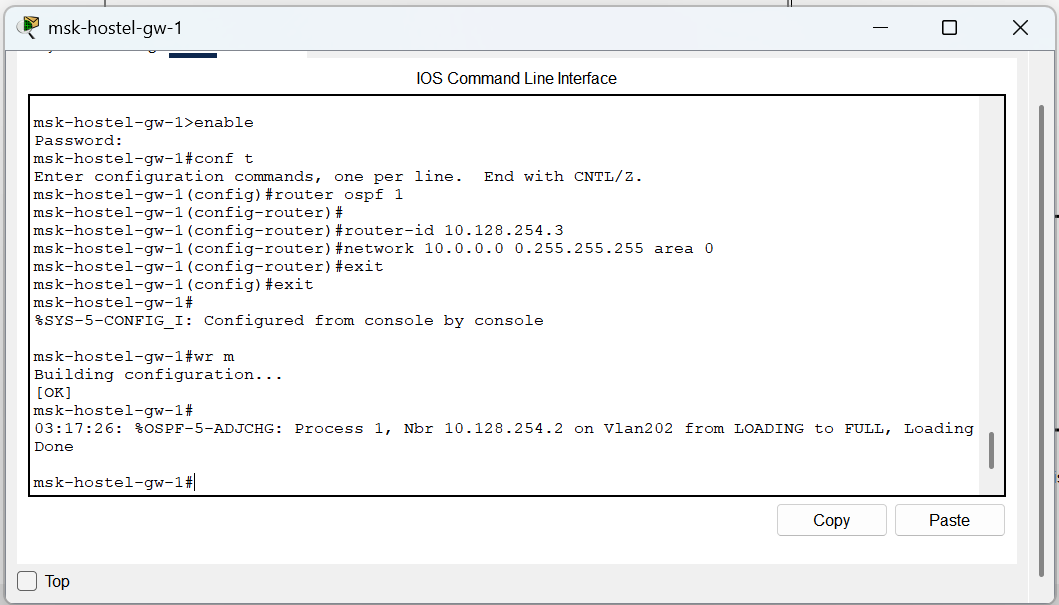 msk-hostel-gw-1
IOS Command Line Interface
msk-hostel-gw-1>enable
Password:
msk-hostel-gw-1#conf t
Enter configuration commands, one per line.  End with CNTL/Z.
msk-hostel-gw-1(config)#router ospf 1
msk-hostel-gw-1(config-router)#
msk-hostel-gw-1(config-router)#router-id 10.128.254.3
msk-hostel-gw-1(config-router)#network 10.0.0.0 0.255.255.255 area 0
msk-hostel-gw-1(config-router)#exit
msk-hostel-gw-1(config)#exit
msk-hostel-gw-1#
%SYS-5-CONFIG_I: Configured from console by console
msk-hostel-gw-1#wr m
Building configuration...
[OK]
msk-hostel-gw-1#
03:17:26: %OSPF-5-ADJCHG: Process 1, Nbr 10.128.254.2 on Vlan202 from LOADING to FULL, Loading
Done
msk-hostel-gw-1#
Copy
Paste
Top